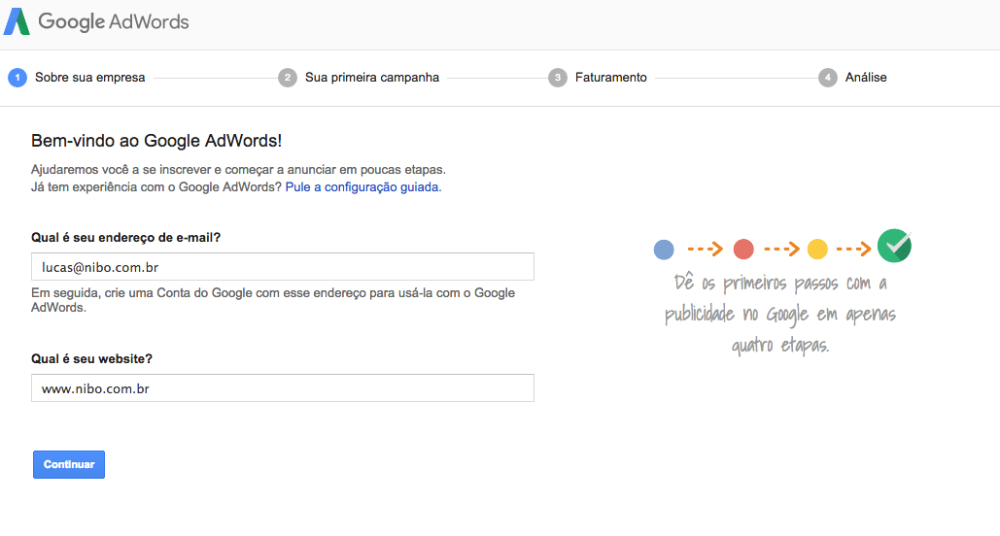 Google AdWords
1 Sobre sua empresa 2 Sua primeira campanha 3 Faturamento 4 Análise
Bem-vindo ao Google AdWords!
Ajudaremos você a se inscrever e começar a anunciar em poucas etapas.
Já tem experiência com o Google AdWords? Pule a configuração guiada.
Qual é seu endereço de e-mail?
lucas@nibo.com.br
Em seguida, crie uma Conta do Google com esse endereço para usá-la com o Google
AdWords.
Qual é seu website?
www.nibo.com.br
Continuar
Dê os primeiros passos com a
publicidade no Google em apenas
quatro etapas.